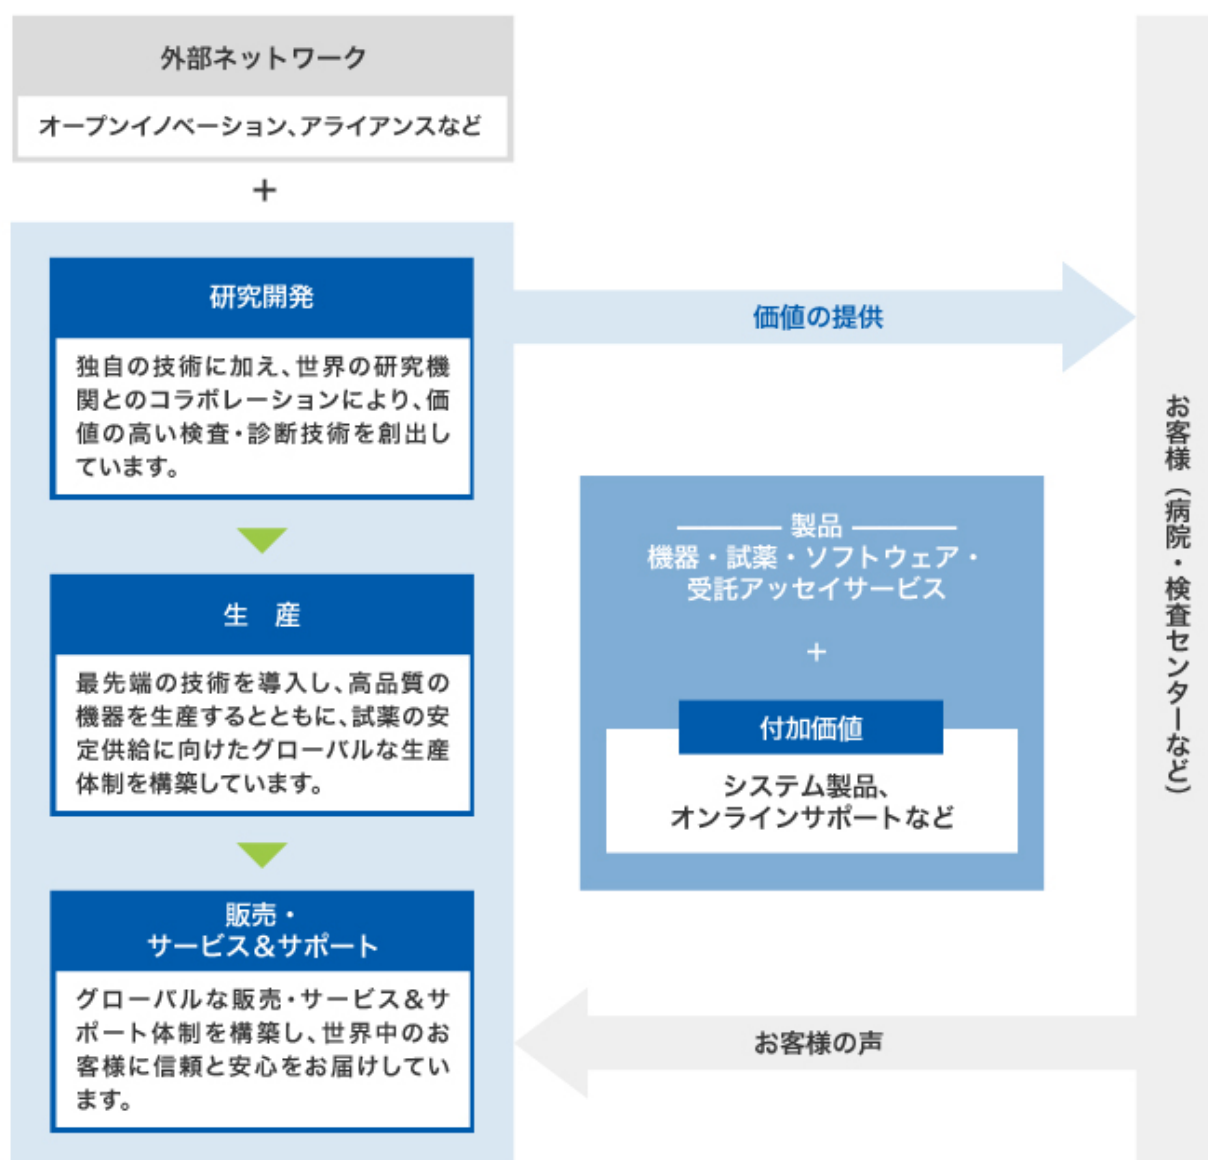 外部ネットワーク
オープンイノベーション、アライアンスなど
+
研究開発
独自の技術に加え、世界の研究機
関とのコラボレーションにより、価
値の高い検査・診断技術を創出し
ています。
生　産
最先端の技術を導入し、高品質の
機器を生産するとともに、試薬の安
定供給に向けたグローバルな生産
体制を構築しています。
販売・
サービス&サポート
グローバルな販売・サービス&サ
ポート体制を構築し、世界中のお
客様に信頼と安心をお届けしてい
ます。
価値の提供
製品
機器・試薬・ソフトウェア・
受託アッセイサービス
+
付加価値
システム製品、
オンラインサポートなど
お客様の声
お客様（病院・検査センターなど）